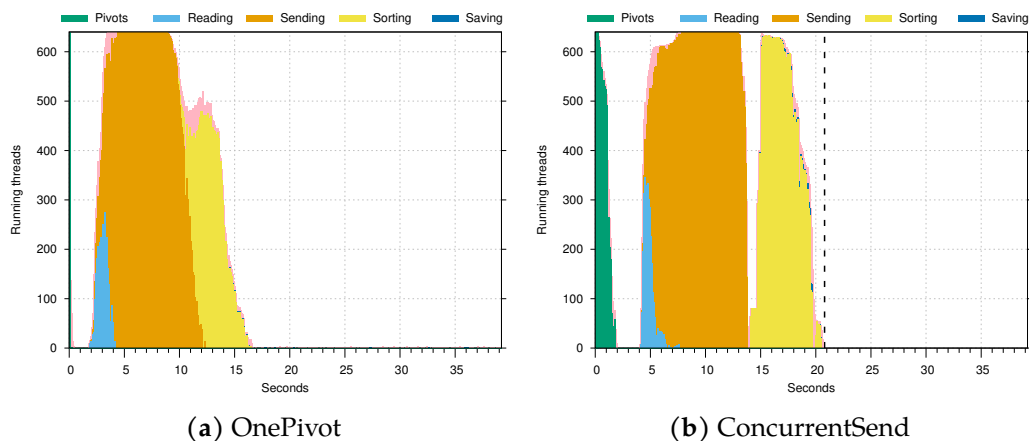 Pivots Reading Sending Sorting Saving
600
500
400
300
200
100
0
Running threads
0 5 10 15 20 25 30 35
Seconds
(a) OnePivot
Pivots Reading Sending Sorting Saving
600
500
400
300
200
100
0
Running threads
0 5 10 15 20 25 30 35
Seconds
(b) ConcurrentSend